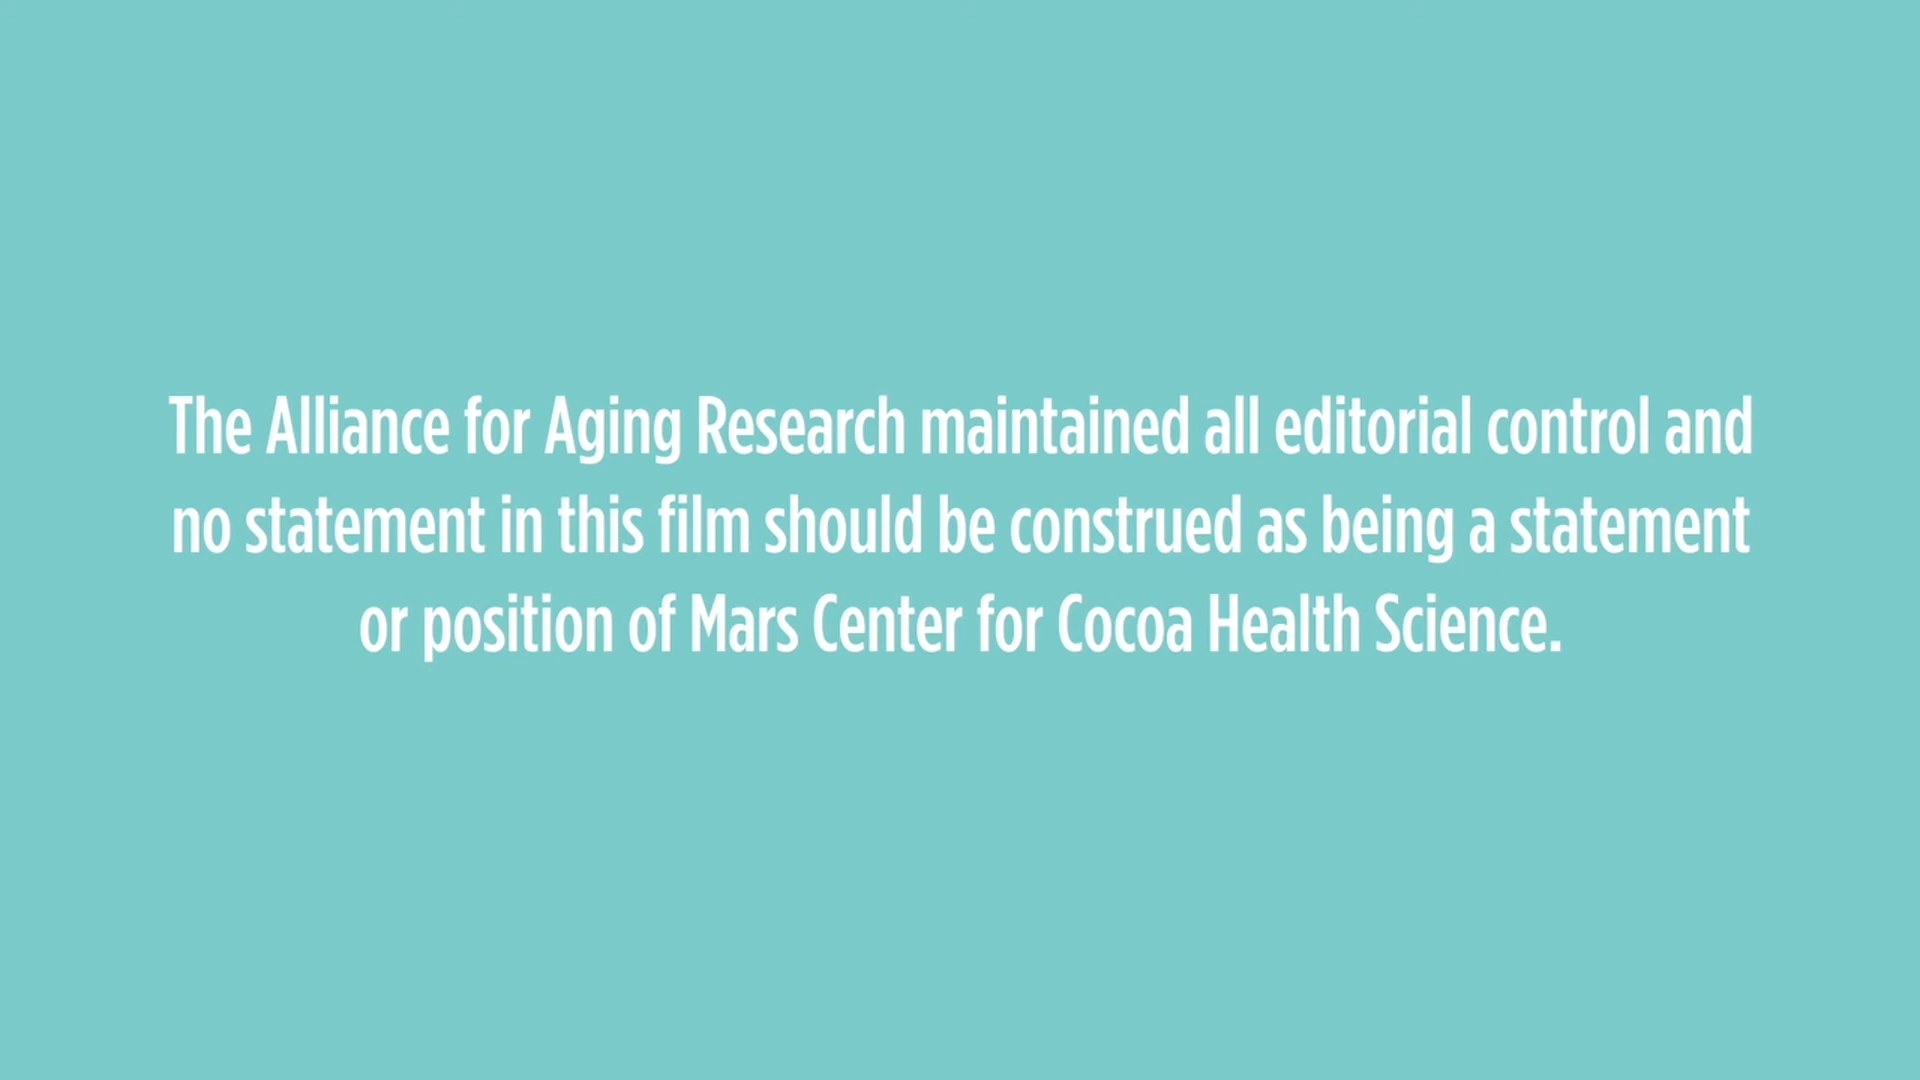 The Alliance for Aging Research maintained all editorial control and
no statement in this film should be construed as being a statement
or position of Mars Center for Cocoa Health Science.